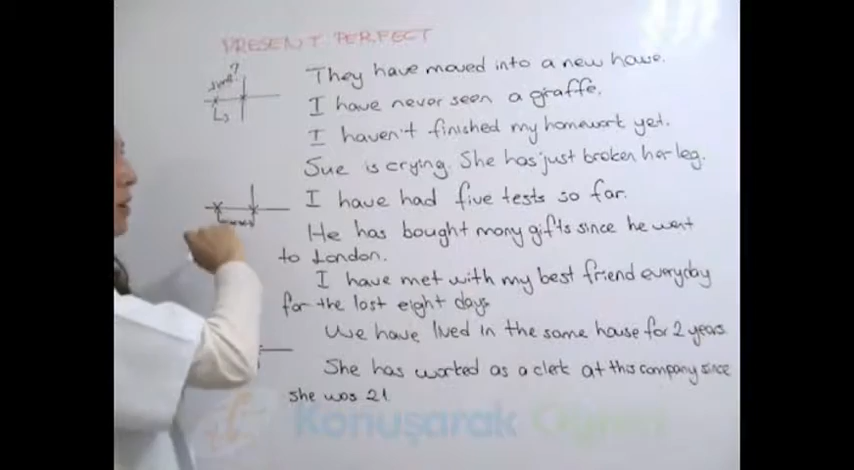 PRESENT PERFECT
They have moved into a new house.
I have never seen a giraffe.
I haven't finished my homework yet.
Sue is crying. She has just broken her leg.
I have had five tests so far.
He has bought many gifts since he went
to London.
I have met with my best friend everyday
for the last eight days
We have lived in the same house for 2 years
She has worked as a clerk at this company since
she was 21.
Konuşarak Öğren